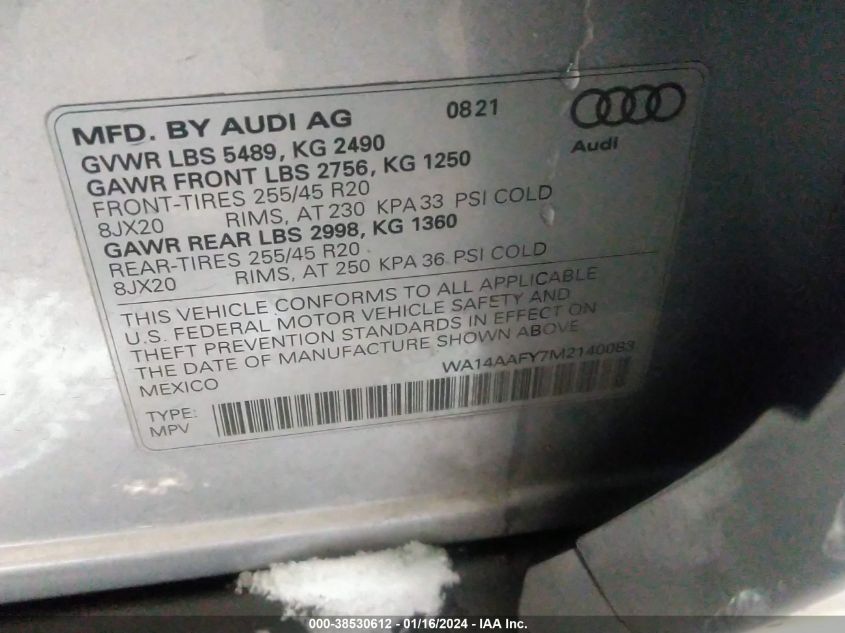 MFD. BY AUDI AG 0821
Audi
GVWR LBS 5489, KG 2490
GAWR FRONT LBS 2756, KG 1250
FRONT-TIRES 255/45 R20
8JX20 RIMS, AT 230 KPA 33 PSI COLD
GAWR REAR LBS 2998, KG 1360
REAR-TIRES 255/45 R20
8JX20 RIMS, AT 250 KPA 36 PSI COLD
THIS VEHICLE CONFORMS TO ALL APPLICABLE
U.S. FEDERAL MOTOR VEHICLE SAFETY AND
THEFT PREVENTION STANDARDS IN EFFECT ON
THE DATE OF MANUFACTURE SHOWN ABOVE
MEXICO WA14AAFY7M2140083
TYPE:
MPV
000-38530612 - 01/16/2024 - IAA Inc.